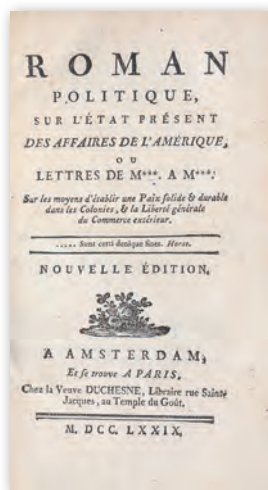 ROMAN
POLITIQUE,
SUR L'ÉTAT PRÉSENT
DES AFFAIRES DE L'AMÉRIQUE,
OU
LETTRES DE M***. A M***.
Sur les moyens d'établir une Paix solide & durable
dans les Colonies, & la Liberté générale
du Commerce extérieur.
..... Sunt certi denique fines. Horat.
NOUVELLE ÉDITION.
A AMSTERDAM,
Et se trouve A PARIS,
Chez la Veuve DUCHESNE, Libraire rue Sainte
Jacques, au Temple du Goût.
M. DCC. LXXIX.